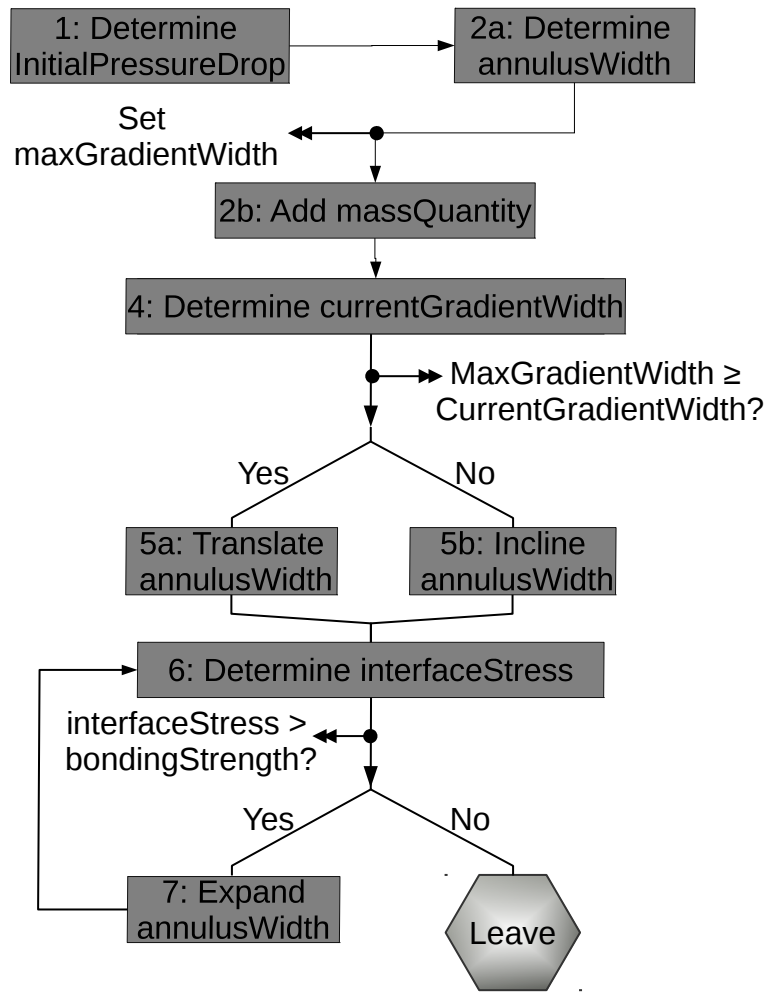 1: Determine
InitialPressureDrop
2a: Determine
annulusWidth
Set
maxGradientWidth
2b: Add massQuantity
4: Determine currentGradientWidth
MaxGradientWidth ≥
CurrentGradientWidth?
Yes
No
5a: Translate
annulusWidth
5b: Incline
annulusWidth
6: Determine interfaceStress
interfaceStress >
bondingStrength?
Yes
No
7: Expand
annulusWidth
Leave